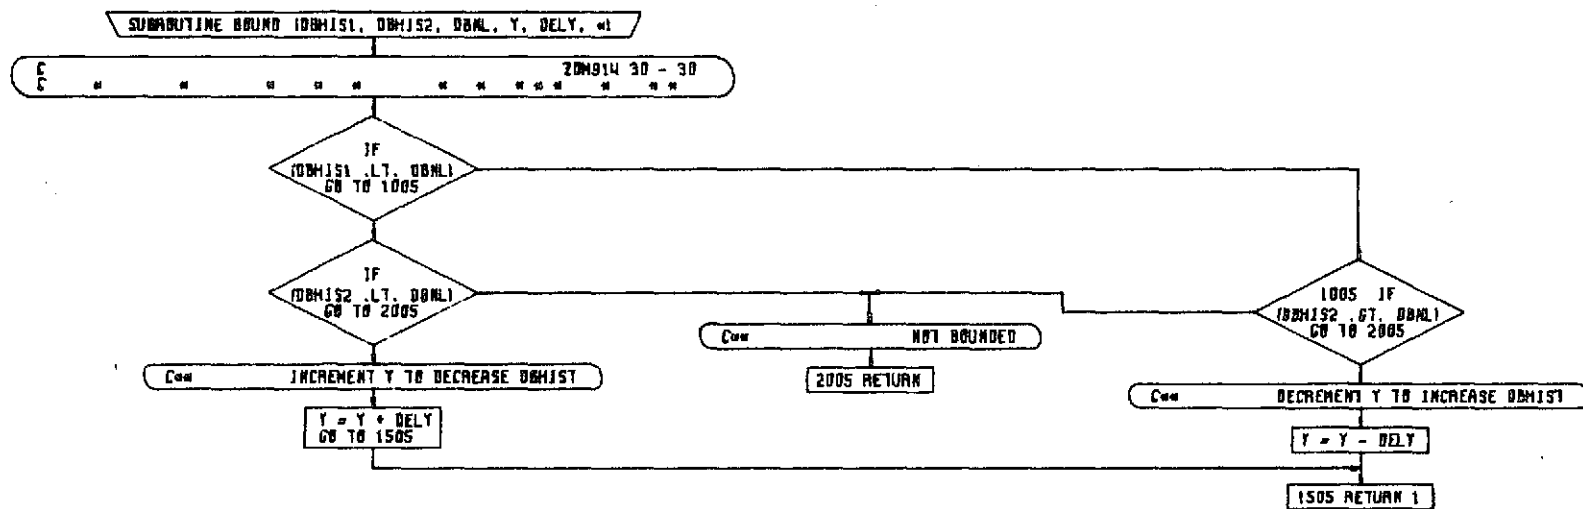 SUBROUTINE BOUND (DBHIS1, DBHIS2, DBNL, Y, DELY, *)
C 20M914 30 - 30
C * * * * * * * * * * * * *
IF
(DBHIS1 .LT. DBNL)
GO TO 1005
IF
(DBHIS2 .LT. DBNL)
GO TO 2005
1005 IF
(DBHIS2 .GT. DBNL)
GO TO 2005
C** NOT BOUNDED
2005 RETURN
C** INCREMENT Y TO DECREASE DBHIST
Y = Y + DELY
GO TO 1505
C** DECREMENT Y TO INCREASE DBHIST
Y = Y - DELY
1505 RETURN 1